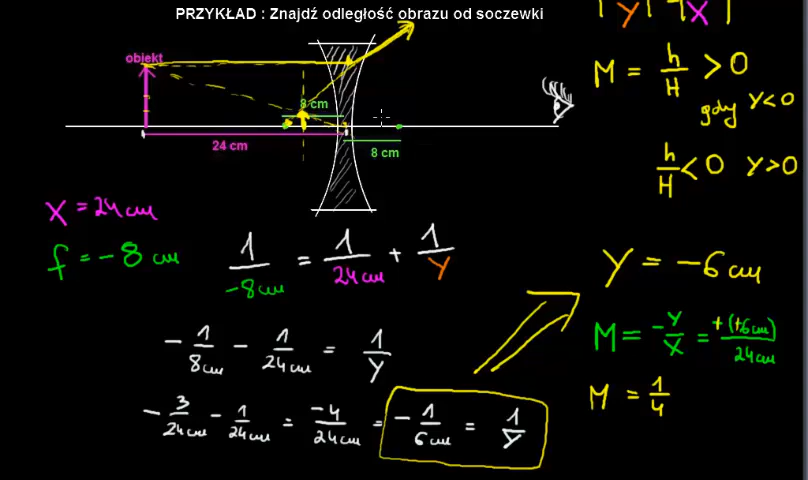 PRZYKŁAD : Znajdź odległość obrazu od soczewki
obiekt
8 cm
24 cm
8 cm
|Y| |X|
M = h/H > 0
gdy Y<0
h/H < 0 Y>0
X = 24 cm
f = -8 cm
1/-8cm = 1/24cm + 1/Y
-1/8cm - 1/24cm = 1/Y
-3/24cm - 1/24cm = -4/24cm = -1/6cm = 1/Y
Y = -6 cm
M = -Y/X = +(+6cm)/24cm
M = 1/4